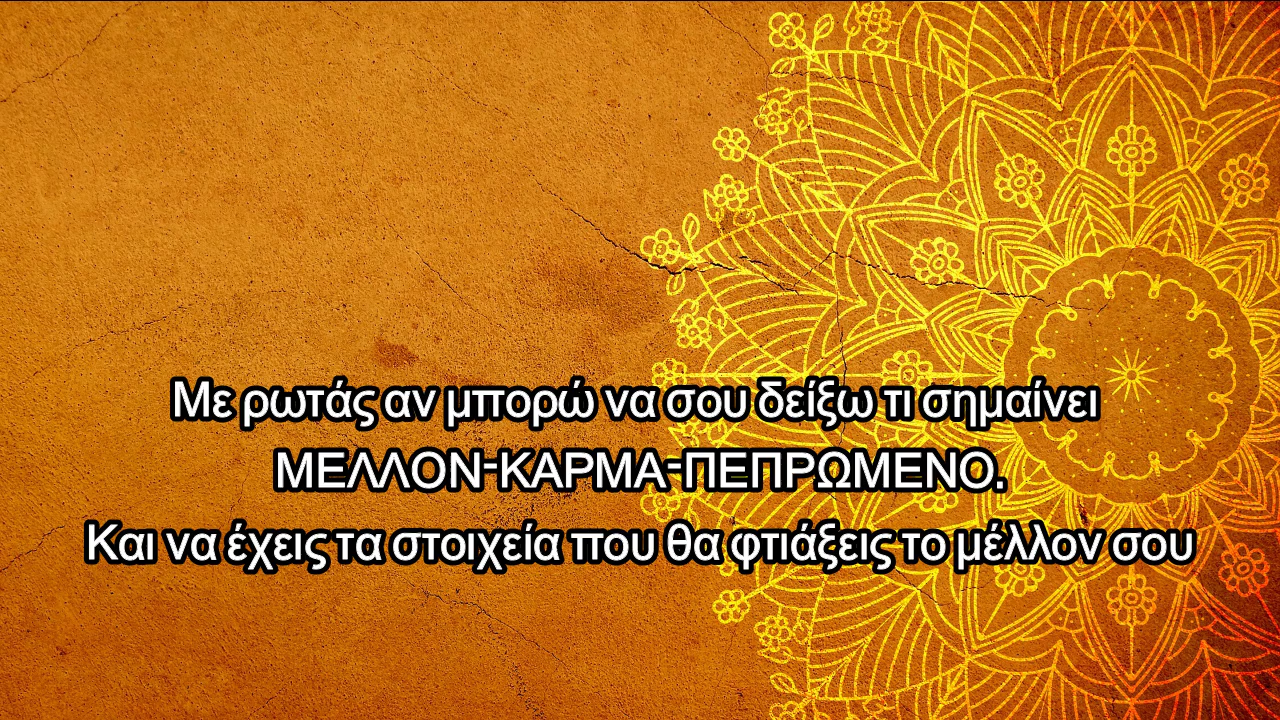 Με ρωτάς αν μπορώ να σου δείξω τι σημαίνει
ΜΕΛΛΟΝ-ΚΑΡΜΑ-ΠΕΠΡΩΜΕΝΟ.
Και να έχεις τα στοιχεία που θα φτιάξεις το μέλλον σου